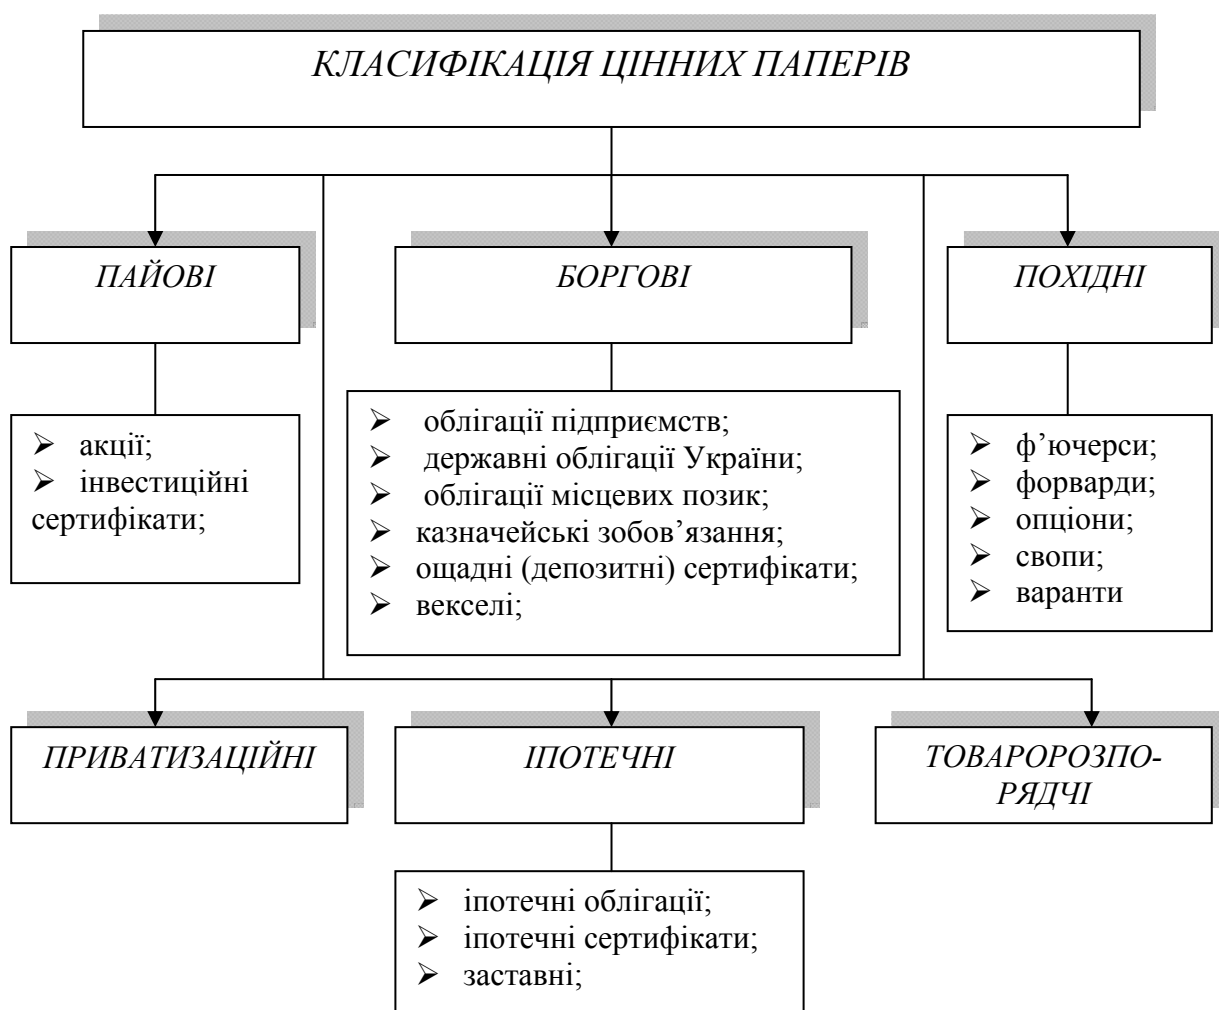 КЛАСИФІКАЦІЯ ЦІННИХ ПАПЕРІВ
ПАЙОВІ
БОРГОВІ
ПОХІДНІ
➢ акції;
➢ інвестиційні
сертифікати;
➢ облігації підприємств;
➢ державні облігації України;
➢ облігації місцевих позик;
➢ казначейські зобов’язання;
➢ ощадні (депозитні) сертифікати;
➢ векселі;
➢ ф’ючерси;
➢ форварди;
➢ опціони;
➢ свопи;
➢ варанти
ПРИВАТИЗАЦІЙНІ
ІПОТЕЧНІ
ТОВАРОРОЗПО-
РЯДЧІ
➢ іпотечні облігації;
➢ іпотечні сертифікати;
➢ заставні;